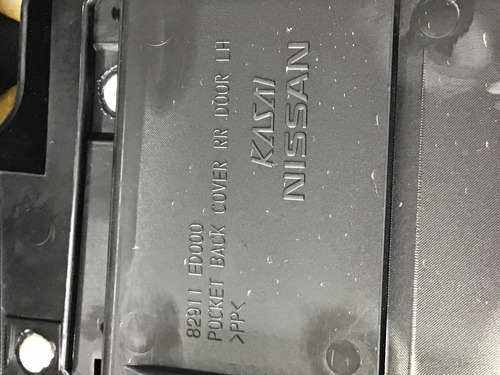 82911 ED000
POCKET BACK COVER RR DOOR LH
>PP<
KASAI
NISSAN